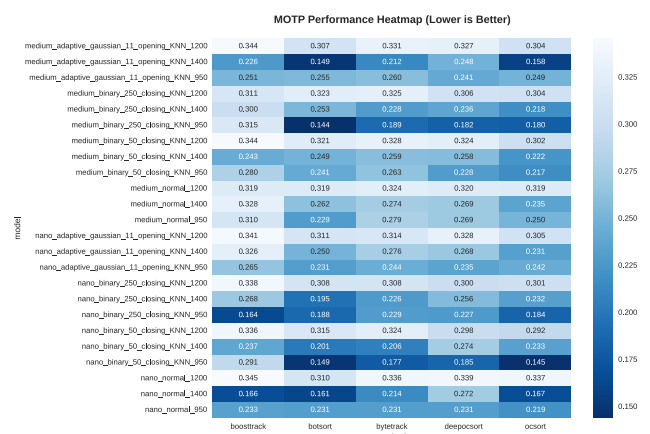 MOTP Performance Heatmap (Lower is Better)
medium_adaptive_gaussian_11_opening_KNN_1200 0.344 0.307 0.331 0.327 0.304
medium_adaptive_gaussian_11_opening_KNN_1400 0.226 0.149 0.212 0.248 0.158
medium_adaptive_gaussian_11_opening_KNN_950 0.251 0.255 0.260 0.241 0.249
medium_binary_250_closing_KNN_1200 0.311 0.323 0.325 0.306 0.304
medium_binary_250_closing_KNN_1400 0.300 0.253 0.228 0.236 0.218
medium_binary_250_closing_KNN_950 0.315 0.144 0.189 0.182 0.180
medium_binary_50_closing_KNN_1200 0.344 0.321 0.328 0.324 0.302
medium_binary_50_closing_KNN_1400 0.243 0.249 0.259 0.258 0.222
medium_binary_50_closing_KNN_950 0.280 0.241 0.263 0.228 0.217
medium_normal_1200 0.319 0.319 0.324 0.320 0.319
medium_normal_1400 0.328 0.262 0.274 0.269 0.235
medium_normal_950 0.310 0.229 0.279 0.269 0.250
nano_adaptive_gaussian_11_opening_KNN_1200 0.341 0.311 0.314 0.328 0.305
nano_adaptive_gaussian_11_opening_KNN_1400 0.326 0.250 0.276 0.268 0.231
nano_adaptive_gaussian_11_opening_KNN_950 0.265 0.231 0.244 0.235 0.242
nano_binary_250_closing_KNN_1200 0.338 0.308 0.308 0.300 0.301
nano_binary_250_closing_KNN_1400 0.268 0.195 0.226 0.256 0.232
nano_binary_250_closing_KNN_950 0.164 0.188 0.229 0.227 0.184
nano_binary_50_closing_KNN_1200 0.336 0.315 0.324 0.298 0.292
nano_binary_50_closing_KNN_1400 0.237 0.201 0.206 0.274 0.233
nano_binary_50_closing_KNN_950 0.291 0.149 0.177 0.185 0.145
nano_normal_1200 0.345 0.310 0.336 0.339 0.337
nano_normal_1400 0.166 0.161 0.214 0.272 0.167
nano_normal_950 0.233 0.231 0.231 0.231 0.219
boosttrack botsort bytetrack deepocsort ocsort
model
0.325
0.300
0.275
0.250
0.225
0.200
0.175
0.150